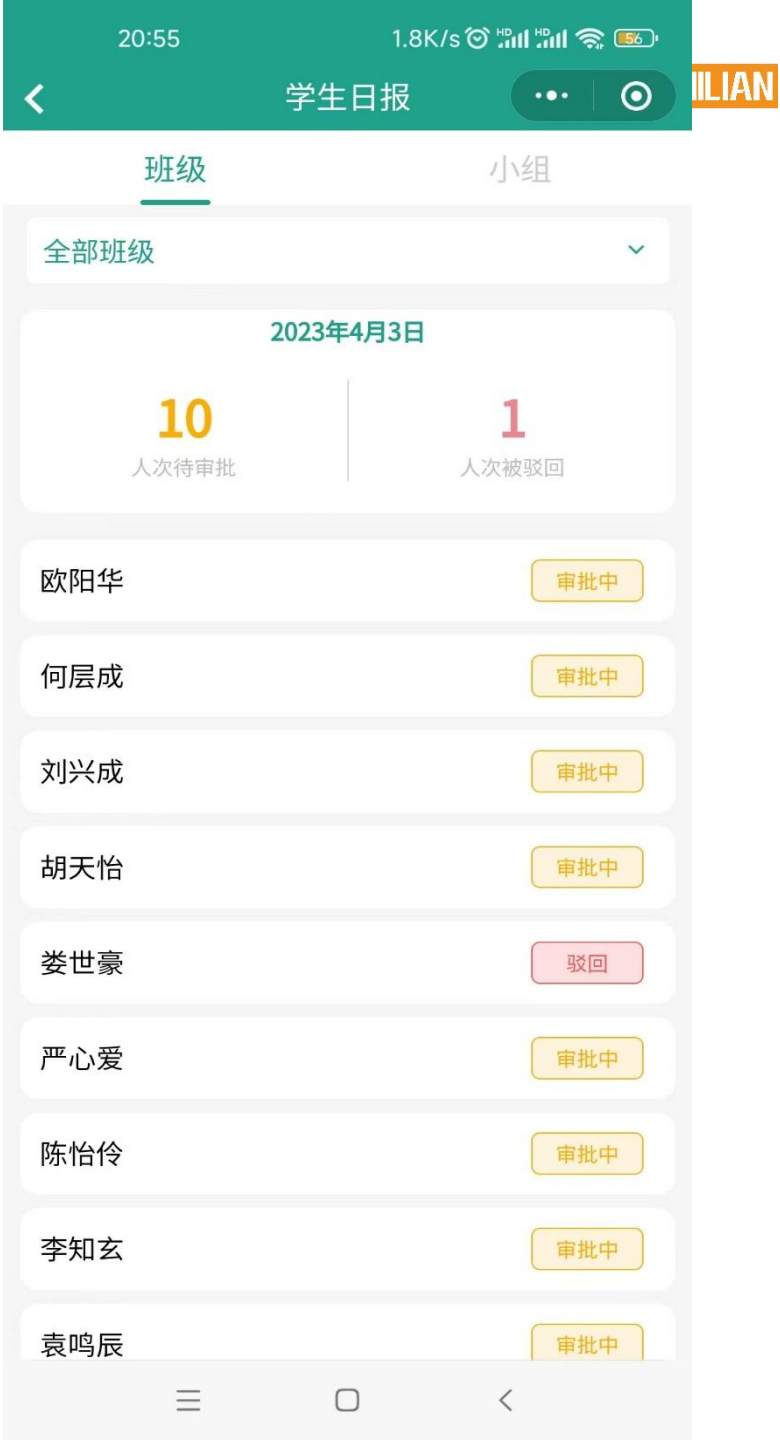 20:55 1.8K/s HD HD 56
学生日报
ILIAN
班级 小组
全部班级
2023年4月3日
10 1
人次待审批 人次被驳回
欧阳华 审批中
何层成 审批中
刘兴成 审批中
胡天怡 审批中
娄世豪 驳回
严心爱 审批中
陈怡伶 审批中
李知玄 审批中
袁鸣辰 审批中